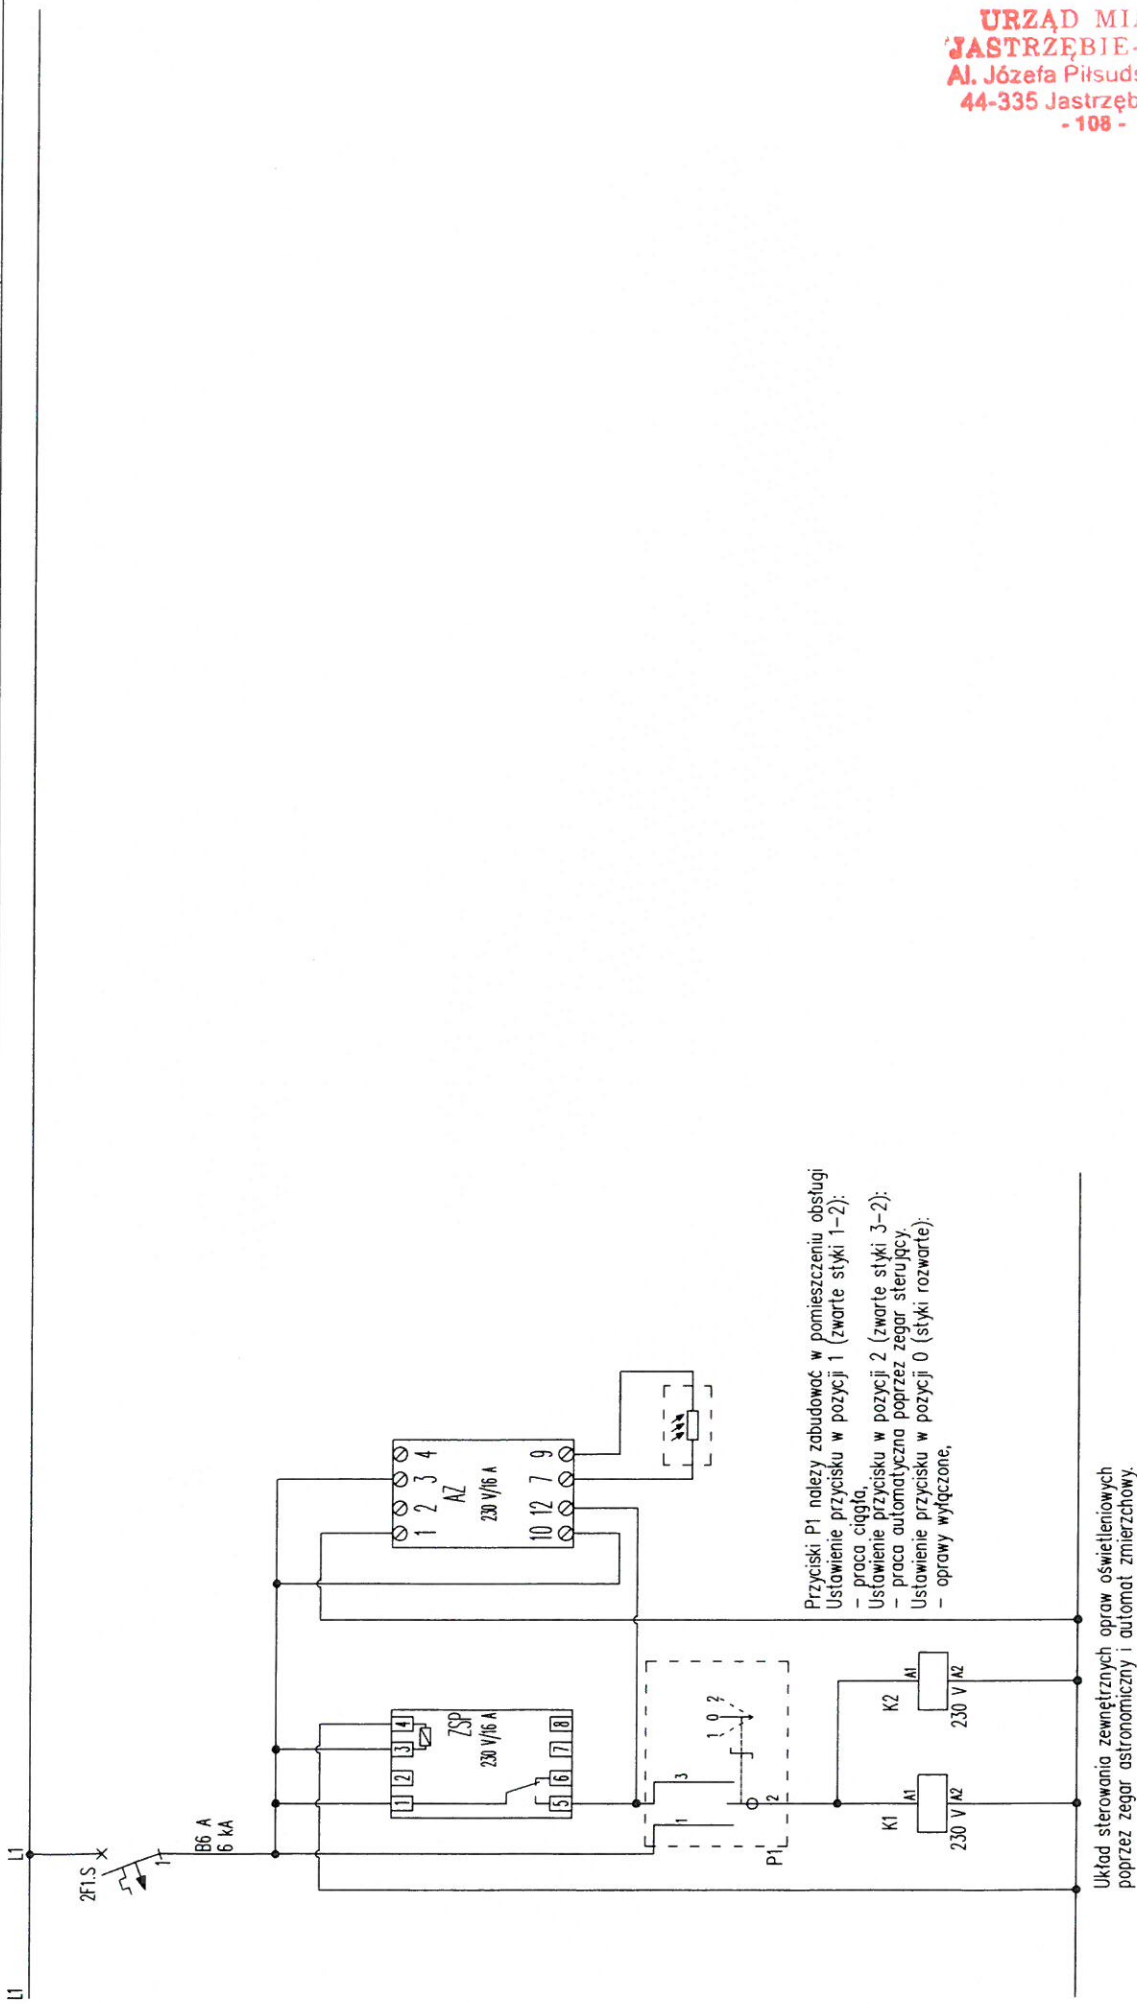 URZĄD MIA
JASTRZĘBIE-
Al. Józefa Piłsuds
44-335 Jastrzęb
- 108 -
L1
L1
2F1.S
1
B6 A
6 kA
1 2 3 4
ZSP
230 V/16 A
5 6 7 8
1 2 3 4
AZ
230 V/16 A
10 12 7 9
P1
1
3
1 0 2
2
K1
A1
230 V
A2
K2
A1
230 V
A2
Przyciski P1 nalezy zabudować w pomieszczeniu obsługi
Ustawienie przycisku w pozycji 1 (zwarte styki 1-2):
- praca ciągła,
Ustawienie przycisku w pozycji 2 (zwarte styki 3-2):
- praca automatyczna poprzez zegar sterujący.
Ustawienie przycisku w pozycji 0 (styki rozwarte):
- oprawy wyłączone,
Układ sterowania zewnętrznych opraw oświetleniowych
poprzez zegar astronomiczny i automat zmierzchowy.